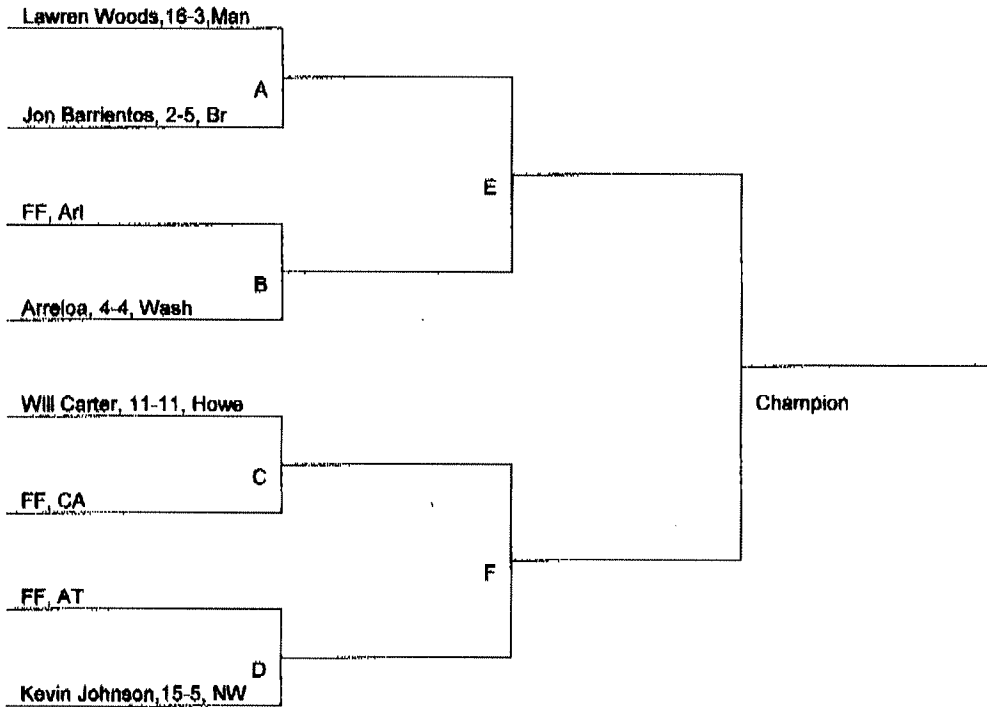 Lawren Woods,16-3,Man
A
Jon Barrientos, 2-5, Br
E
FF, Arl
B
Arreloa, 4-4, Wash
Will Carter, 11-11, Howe
Champion
C
FF, CA
F
FF, AT
D
Kevin Johnson,15-5, NW